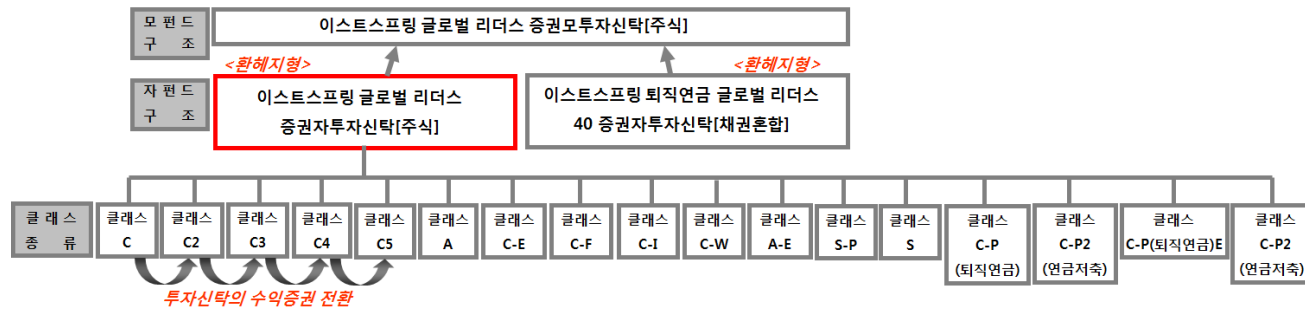 모 펀 드
구 조
이스트스프링 글로벌 리더스 증권모투자신탁[주식]
<환헤지형>
<환헤지형>
자 펀 드
구 조
이스트스프링 글로벌 리더스
증권자투자신탁[주식]
이스트스프링 퇴직연금 글로벌 리더스
40 증권자투자신탁[채권혼합]
클 래 스
종 류
클래스
C
클래스
C2
클래스
C3
클래스
C4
클래스
C5
클래스
A
클래스
C-E
클래스
C-F
클래스
C-I
클래스
C-W
클래스
A-E
클래스
S-P
클래스
S
클래스
C-P
(퇴직연금)
클래스
C-P2
(연금저축)
클래스
C-P(퇴직연금)E
클래스
C-P2
(연금저축)
투자신탁의 수익증권 전환